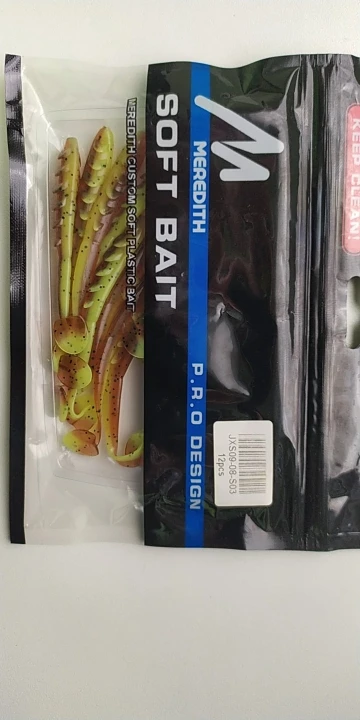 KEEP CLEAN
MEREDITH
P.R.O DESIGN
SOFT BAIT
MEREDITH CUSTOM SOFT PLASTIC BAIT
JXS09-08-S03
12pcs